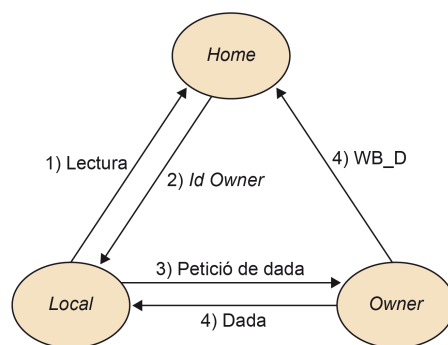 Home
1) Lectura
4) WB_D
2) Id Owner
3) Petició de dada
Local
Owner
4) Dada